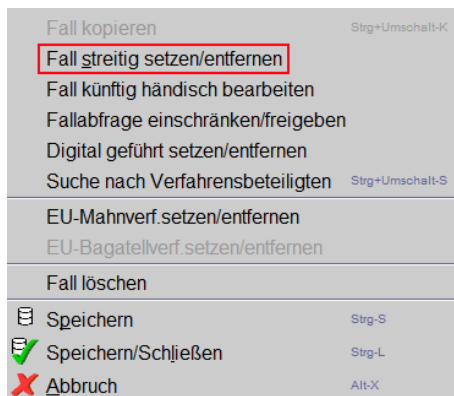 Fall kopieren Strg+Umschalt-K
Fall streitig setzen/entfernen
Fall künftig händisch bearbeiten
Fallabfrage einschränken/freigeben
Digital geführt setzen/entfernen
Suche nach Verfahrensbeteiligten Strg+Umschalt-S
EU-Mahnverf.setzen/entfernen
EU-Bagatellverf.setzen/entfernen
Fall löschen
Speichern Strg-S
Speichern/Schließen Strg-L
Abbruch Alt-X